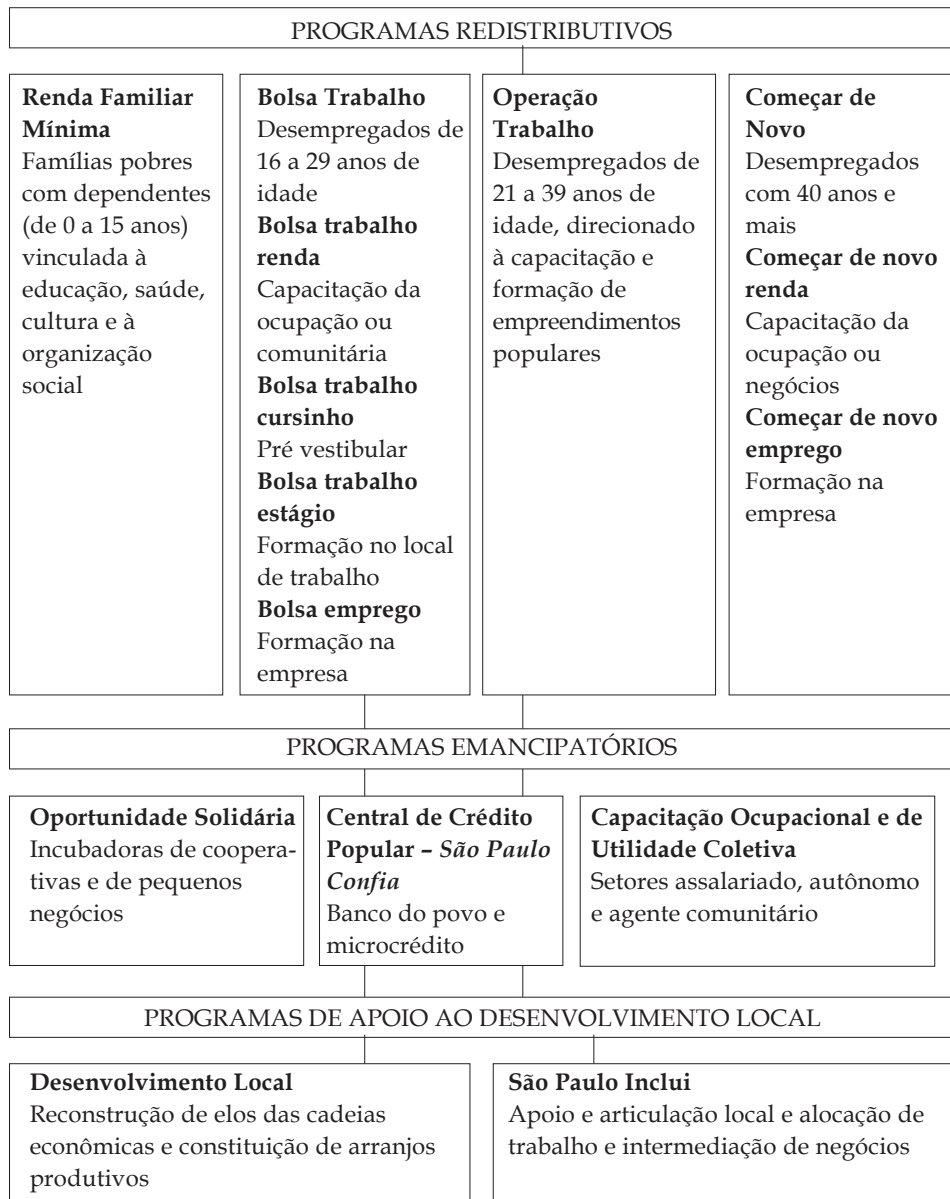 PROGRAMAS REDISTRIBUTIVOS
Renda Familiar
Mínima
Famílias pobres
com dependentes
(de 0 a 15 anos)
vinculada à
educação, saúde,
cultura e à
organização
social
Bolsa Trabalho
Desempregados de
16 a 29 anos de
idade
Bolsa trabalho
renda
Capacitação da
ocupação ou
comunitária
Bolsa trabalho
cursinho
Pré vestibular
Bolsa trabalho
estágio
Formação no local
de trabalho
Bolsa emprego
Formação na
empresa
Operação
Trabalho
Desempregados de
21 a 39 anos de
idade, direcionado
à capacitação e
formação de
empreendimentos
populares
Começar de
Novo
Desempregados
com 40 anos e
mais
Começar de novo
renda
Capacitação da
ocupação ou
negócios
Começar de novo
emprego
Formação na
empresa
PROGRAMAS EMANCIPATÓRIOS
Oportunidade Solidária
Incubadoras de coopera-
tivas e de pequenos
negócios
Central de Crédito
Popular – São Paulo
Confia
Banco do povo e
microcrédito
Capacitação Ocupacional e de
Utilidade Coletiva
Setores assalariado, autônomo
e agente comunitário
PROGRAMAS DE APOIO AO DESENVOLVIMENTO LOCAL
Desenvolvimento Local
Reconstrução de elos das cadeias
econômicas e constituição de arranjos
produtivos
São Paulo Inclui
Apoio e articulação local e alocação de
trabalho e intermediação de negócios